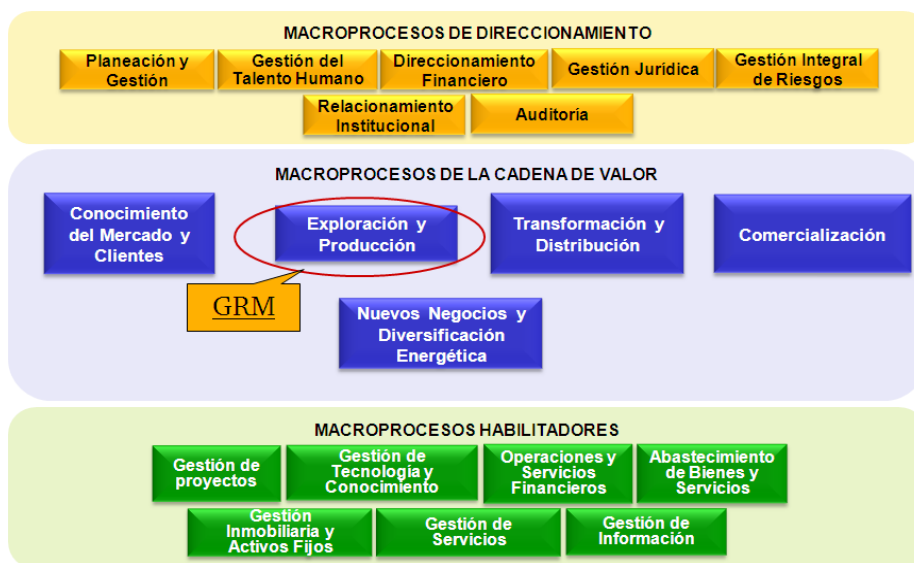 MACROPROCESOS DE DIRECCIONAMIENTO
Planeación y
Gestión
Gestión del
Talento Humano
Direccionamiento
Financiero
Gestión Jurídica
Gestión Integral
de Riesgos
Relacionamiento
Institucional
Auditoría
MACROPROCESOS DE LA CADENA DE VALOR
Conocimiento
del Mercado y
Clientes
Exploración y
Producción
Transformación y
Distribución
Comercialización
GRM
Nuevos Negocios y
Diversificación
Energética
MACROPROCESOS HABILITADORES
Gestión de
proyectos
Gestión de
Tecnología y
Conocimiento
Operaciones y
Servicios
Financieros
Abastecimiento
de Bienes y
Servicios
Gestión
Inmobiliaria y
Activos Fijos
Gestión de
Servicios
Gestión de
Información